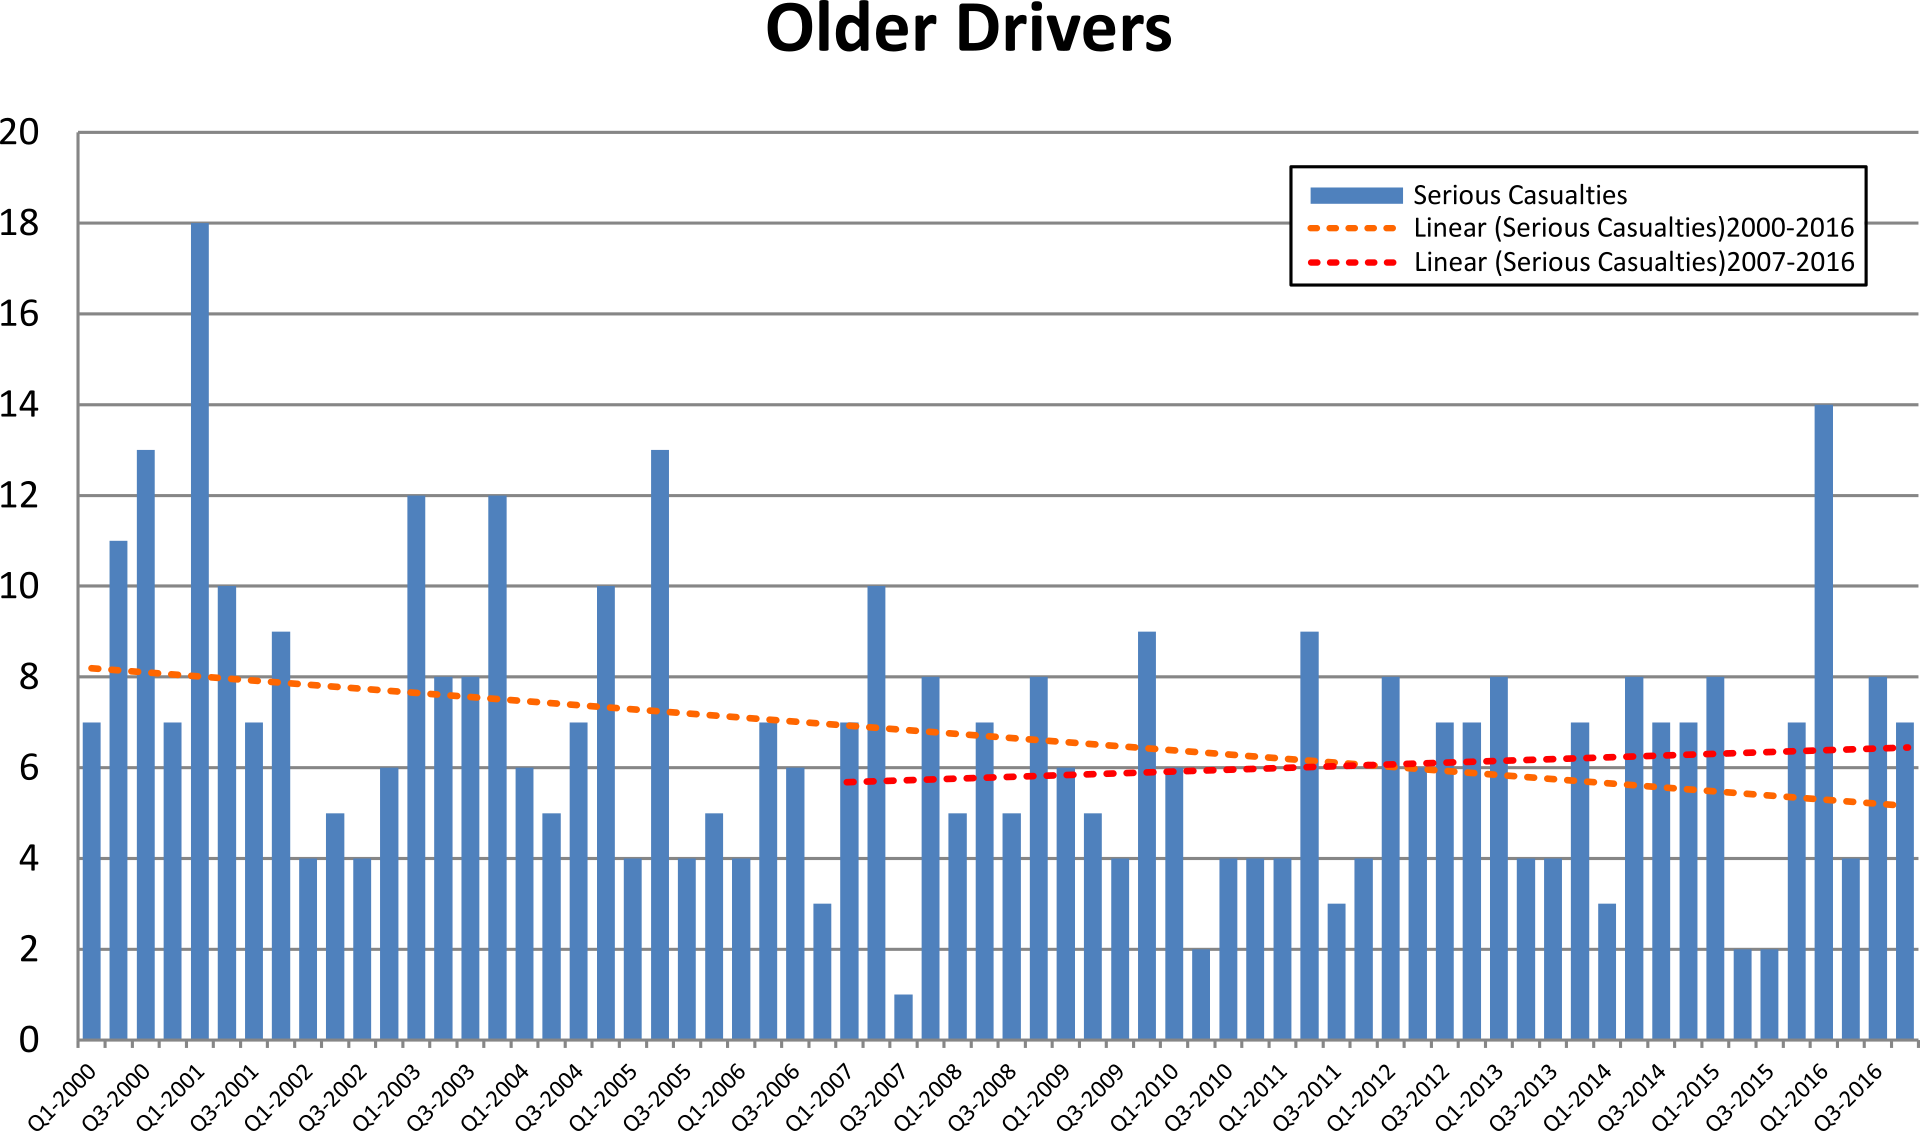 Older Drivers
20
18
16
14
12
10
8
6
4
2
0
Serious Casualties
Linear (Serious Casualties)2000-2016
Linear (Serious Casualties)2007-2016
Q1-2000
Q3-2000
Q1-2001
Q3-2001
Q1-2002
Q3-2002
Q1-2003
Q3-2003
Q1-2004
Q3-2004
Q1-2005
Q3-2005
Q1-2006
Q3-2006
Q1-2007
Q3-2007
Q1-2008
Q3-2008
Q1-2009
Q3-2009
Q1-2010
Q3-2010
Q1-2011
Q3-2011
Q1-2012
Q3-2012
Q1-2013
Q3-2013
Q1-2014
Q3-2014
Q1-2015
Q3-2015
Q1-2016
Q3-2016